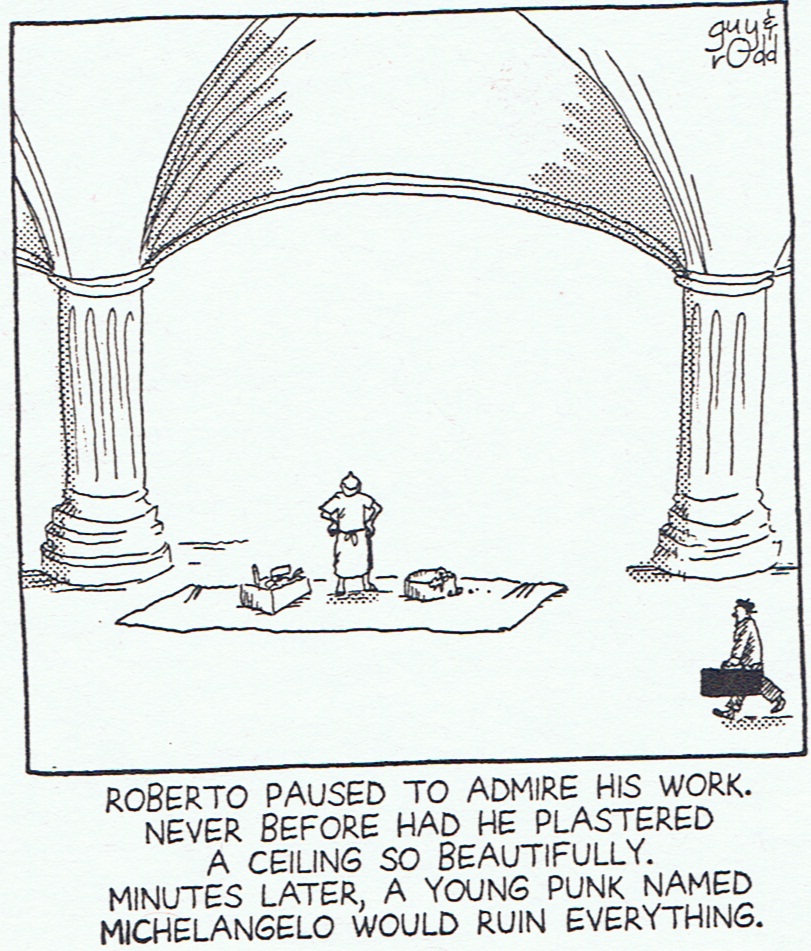 guy &
rodd
ROBERTO PAUSED TO ADMIRE HIS WORK.
NEVER BEFORE HAD HE PLASTERED
A CEILING SO BEAUTIFULLY.
MINUTES LATER, A YOUNG PUNK NAMED
MICHELANGELO WOULD RUIN EVERYTHING.